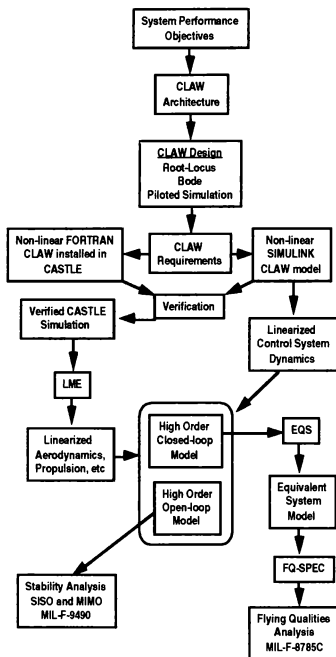 System Performance
Objectives
CLAW
Architecture
CLAW Design
Root-Locus
Bode
Piloted Simulation
Non-linear FORTRAN
CLAW installed in
CASTLE
CLAW
Requirements
Non-linear
SIMULINK
CLAW model
Verification
Verified CASTLE
Simulation
Linearized
Control System
Dynamics
LME
Linearized
Aerodynamics,
Propulsion, etc
High Order
Closed-loop
Model
EQS
High Order
Open-loop
Model
Equivalent
System
Model
FQ-SPEC
Stability Analysis
SISO and MIMO
MIL-F-9490
Flying Qualities
Analysis
MIL-F-8785C